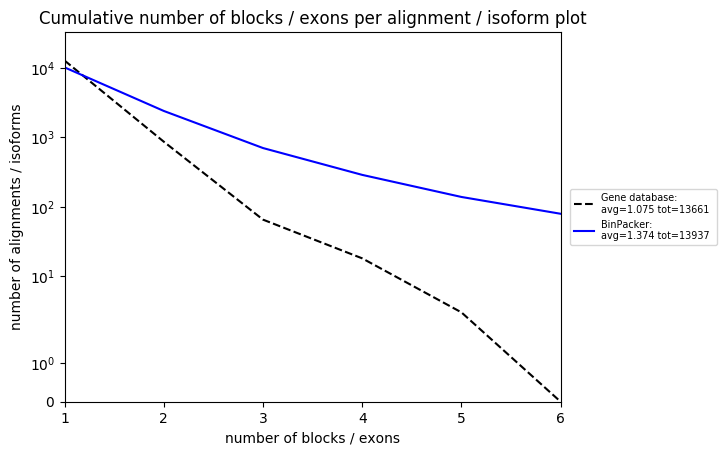 Cumulative number of blocks / exons per alignment / isoform plot
number of alignments / isoforms
10^4
10^3
10^2
10^1
10^0
0
1 2 3 4 5 6
number of blocks / exons
Gene database:
avg=1.075 tot=13661
BinPacker:
avg=1.374 tot=13937